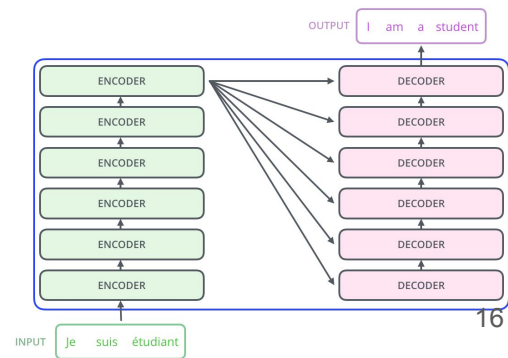 OUTPUT I am a student
ENCODER DECODER
ENCODER DECODER
ENCODER DECODER
ENCODER DECODER
ENCODER DECODER
ENCODER DECODER
16
INPUT Je suis étudiant